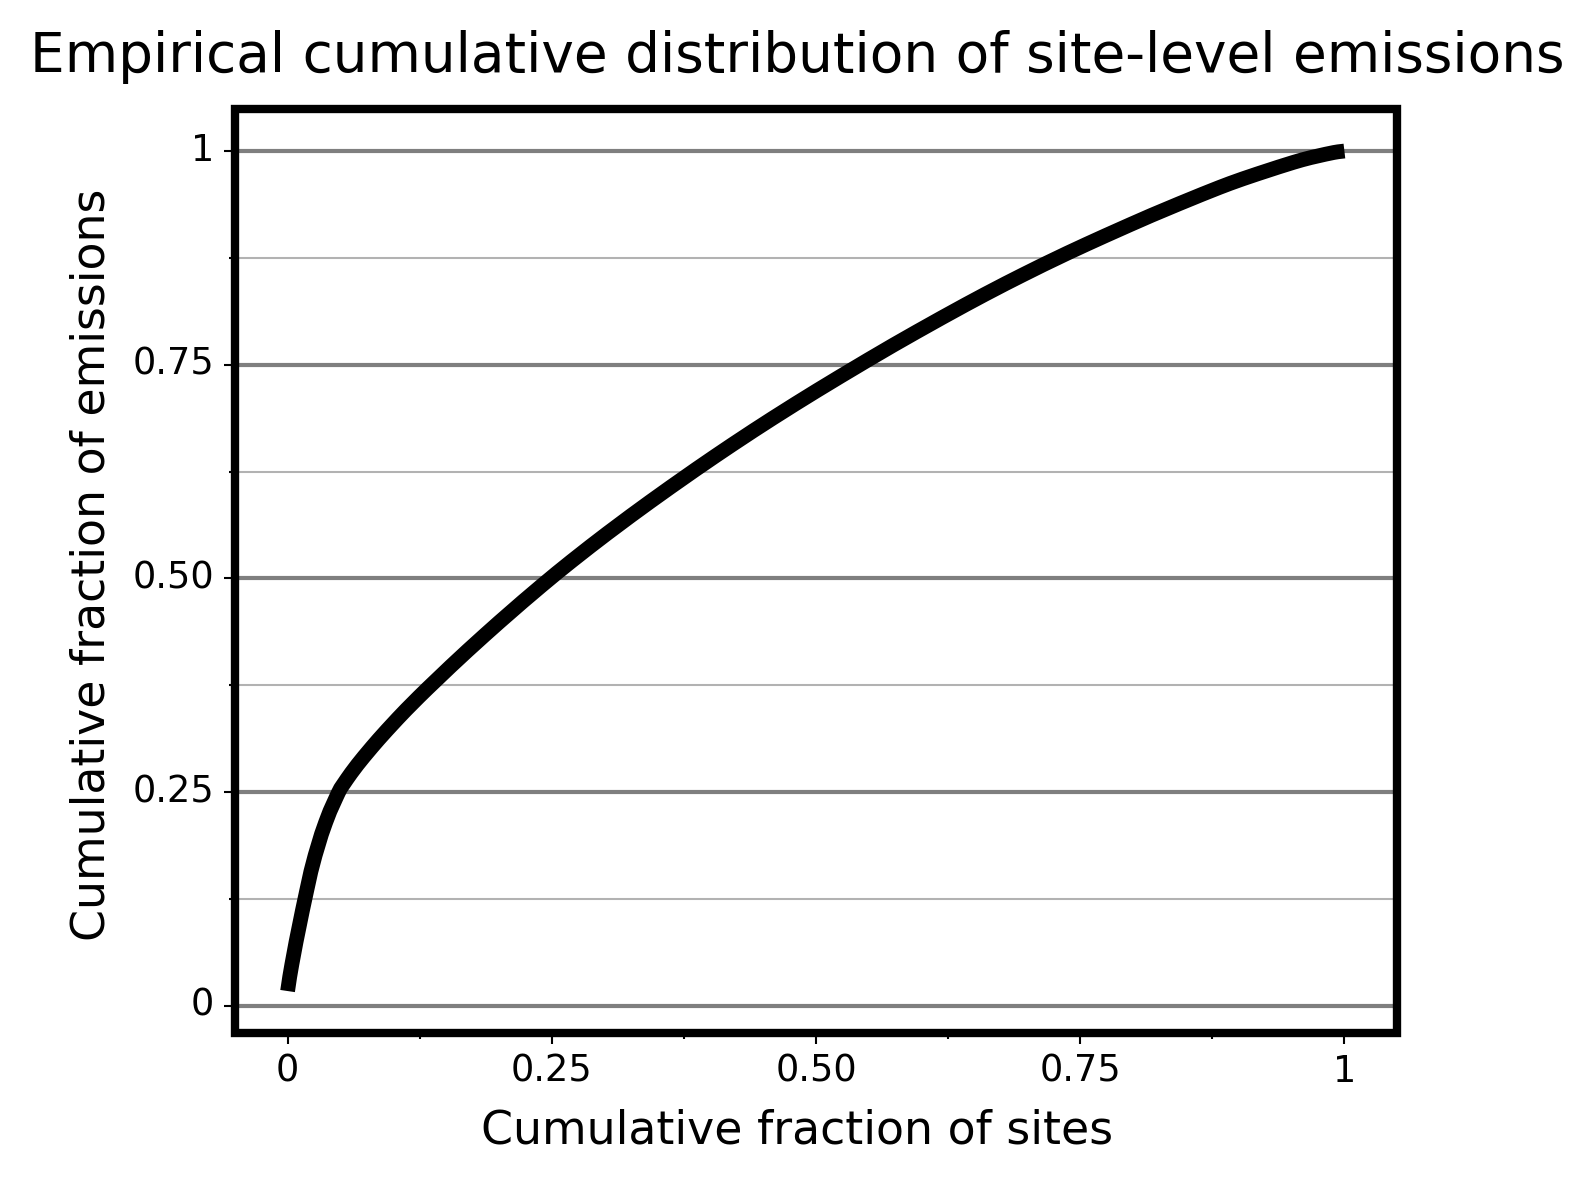 Empirical cumulative distribution of site-level emissions
Cumulative fraction of emissions
1
0.75
0.50
0.25
0
0 0.25 0.50 0.75 1
Cumulative fraction of sites